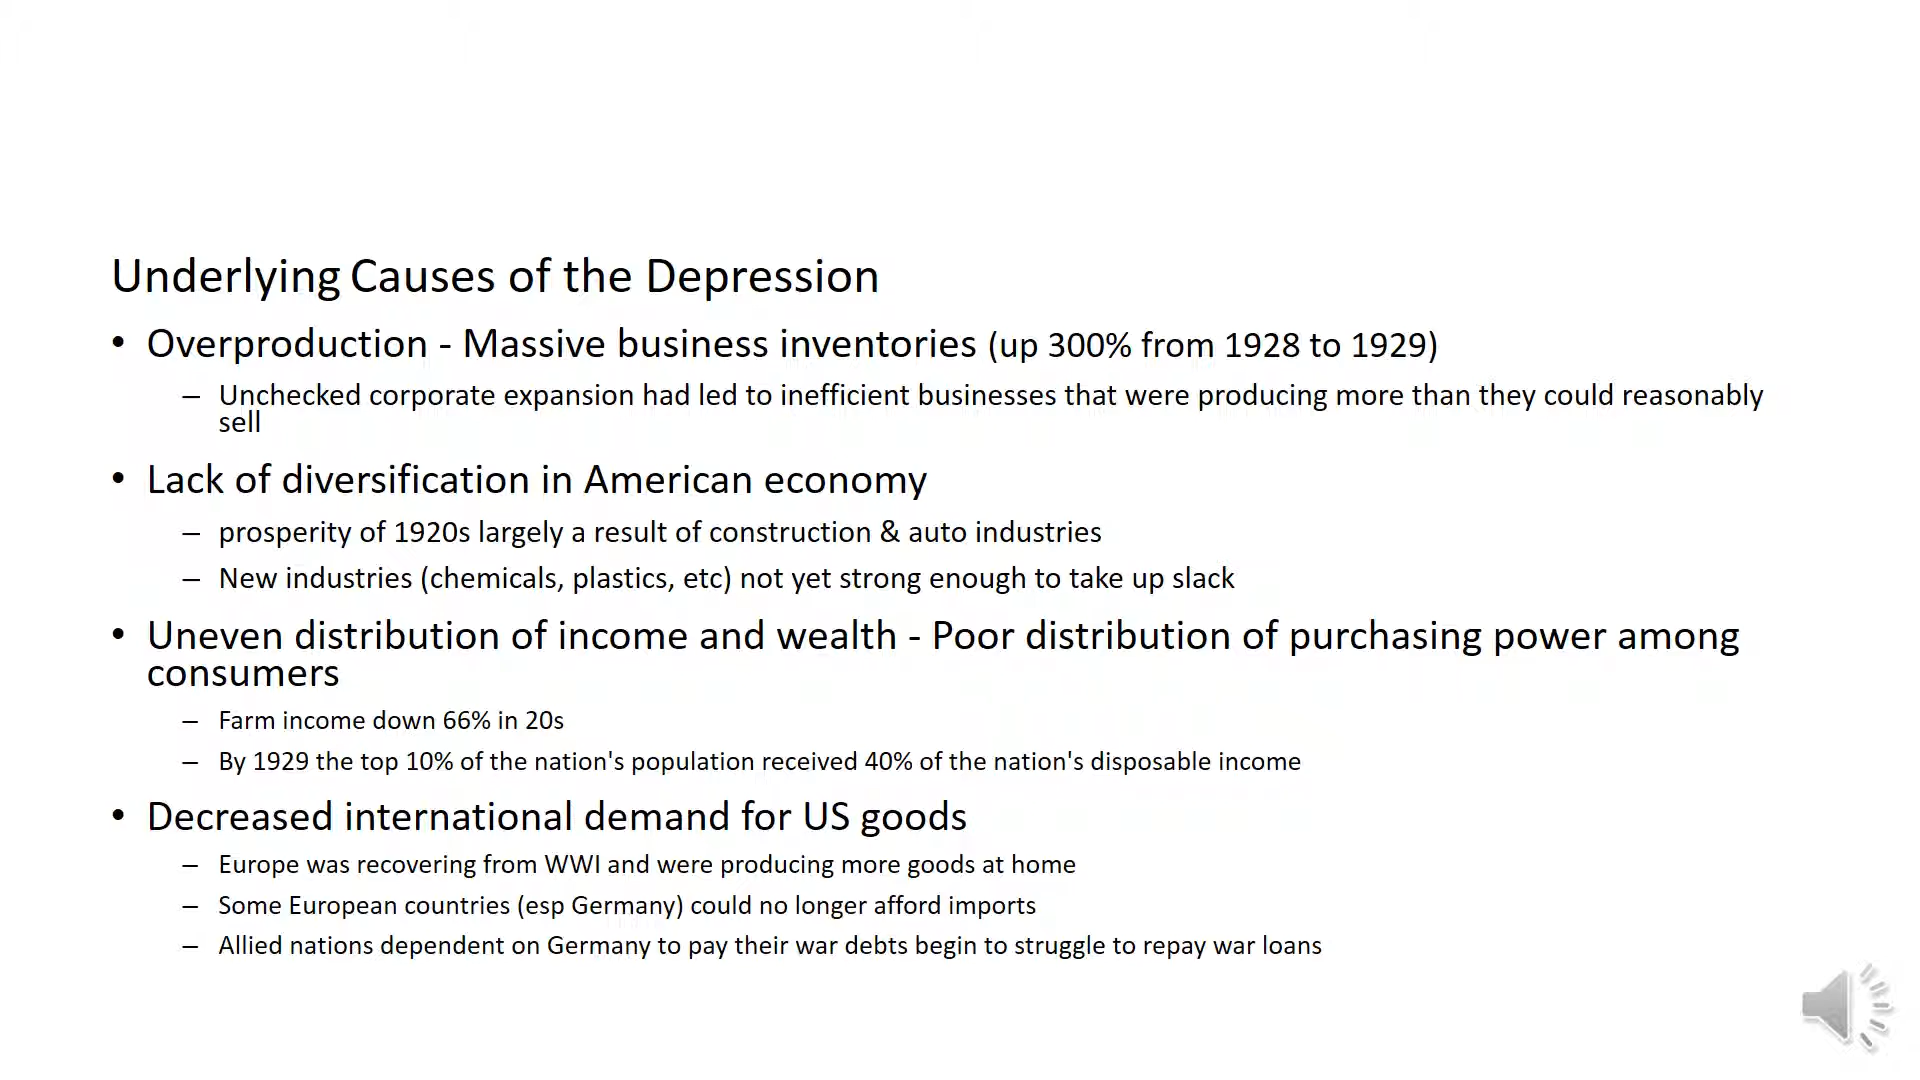 Underlying Causes of the Depression
• Overproduction - Massive business inventories (up 300% from 1928 to 1929)
– Unchecked corporate expansion had led to inefficient businesses that were producing more than they could reasonably
sell
• Lack of diversification in American economy
– prosperity of 1920s largely a result of construction & auto industries
– New industries (chemicals, plastics, etc) not yet strong enough to take up slack
• Uneven distribution of income and wealth - Poor distribution of purchasing power among
consumers
– Farm income down 66% in 20s
– By 1929 the top 10% of the nation's population received 40% of the nation's disposable income
• Decreased international demand for US goods
– Europe was recovering from WWI and were producing more goods at home
– Some European countries (esp Germany) could no longer afford imports
– Allied nations dependent on Germany to pay their war debts begin to struggle to repay war loans